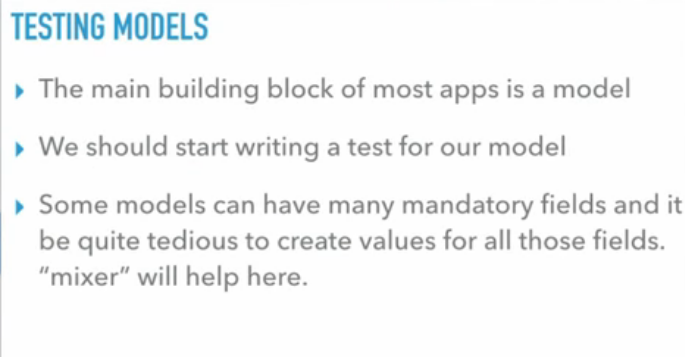 TESTING MODELS
▸ The main building block of most apps is a model
▸ We should start writing a test for our model
▸ Some models can have many mandatory fields and it
be quite tedious to create values for all those fields.
“mixer” will help here.